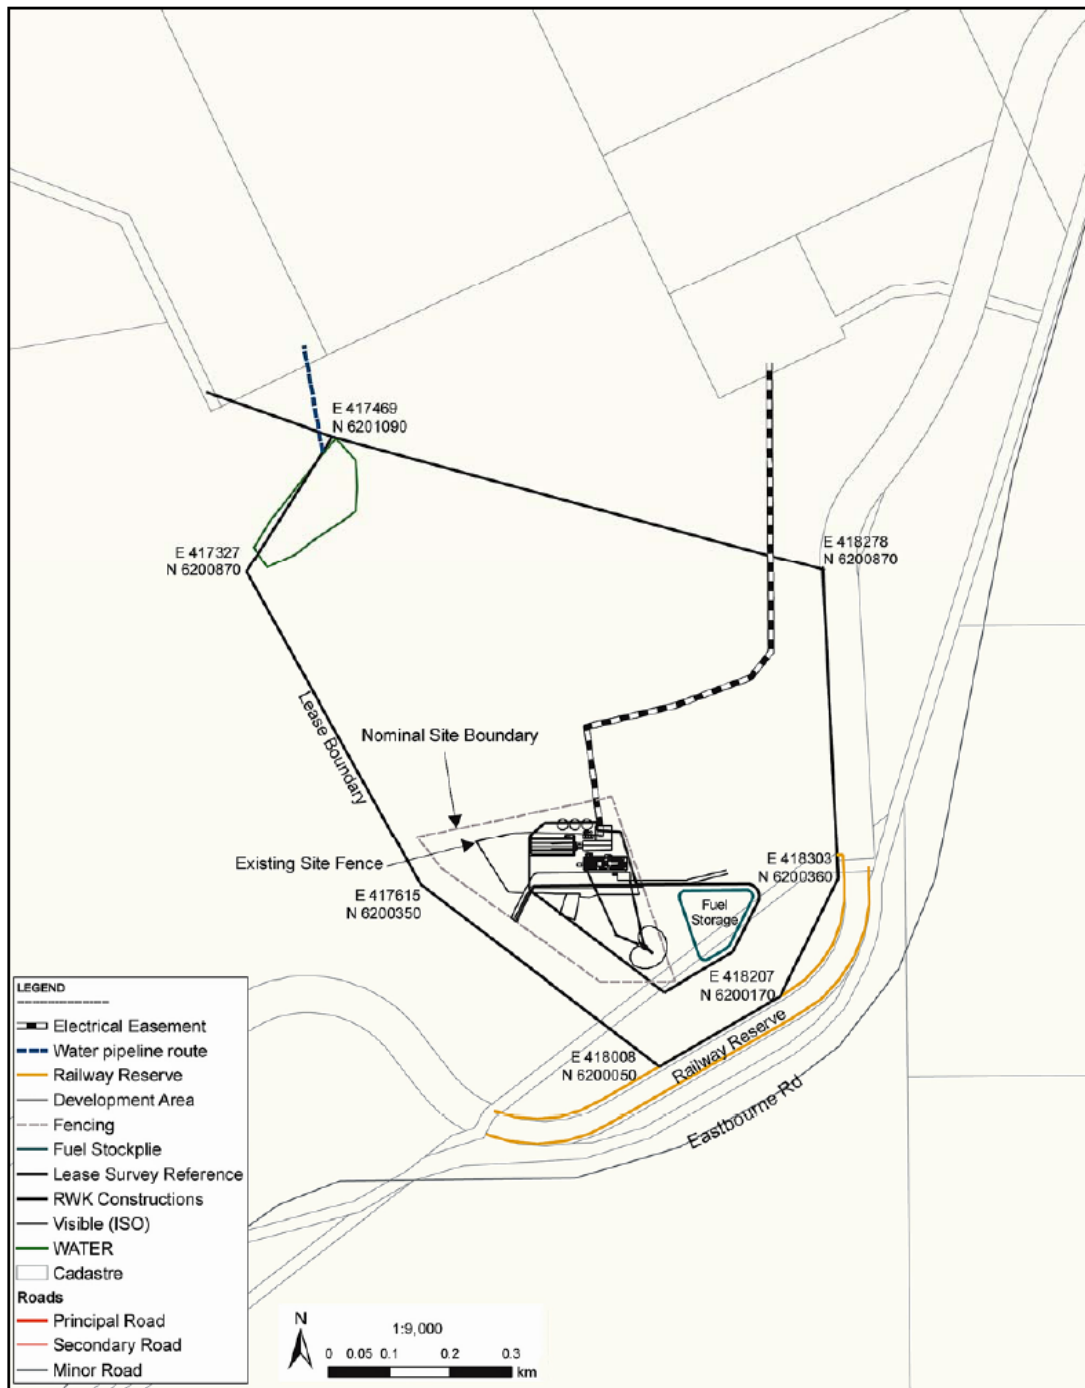 E 417469
N 6201090
E 417327
N 6200870
E 418278
N 6200870
Lease Boundary
Nominal Site Boundary
Existing Site Fence
E 417615
N 6200350
E 418303
N 6200360
Fuel
Storage
E 418207
N 6200170
E 418008
N 6200050
Railway Reserve
Eastbourne Rd
LEGEND
Electrical Easement
Water pipeline route
Railway Reserve
Development Area
Fencing
Fuel Stockplie
Lease Survey Reference
RWK Constructions
Visible (ISO)
WATER
Cadastre
Roads
Principal Road
Secondary Road
Minor Road
N
1:9,000
0 0.05 0.1 0.2 0.3
km